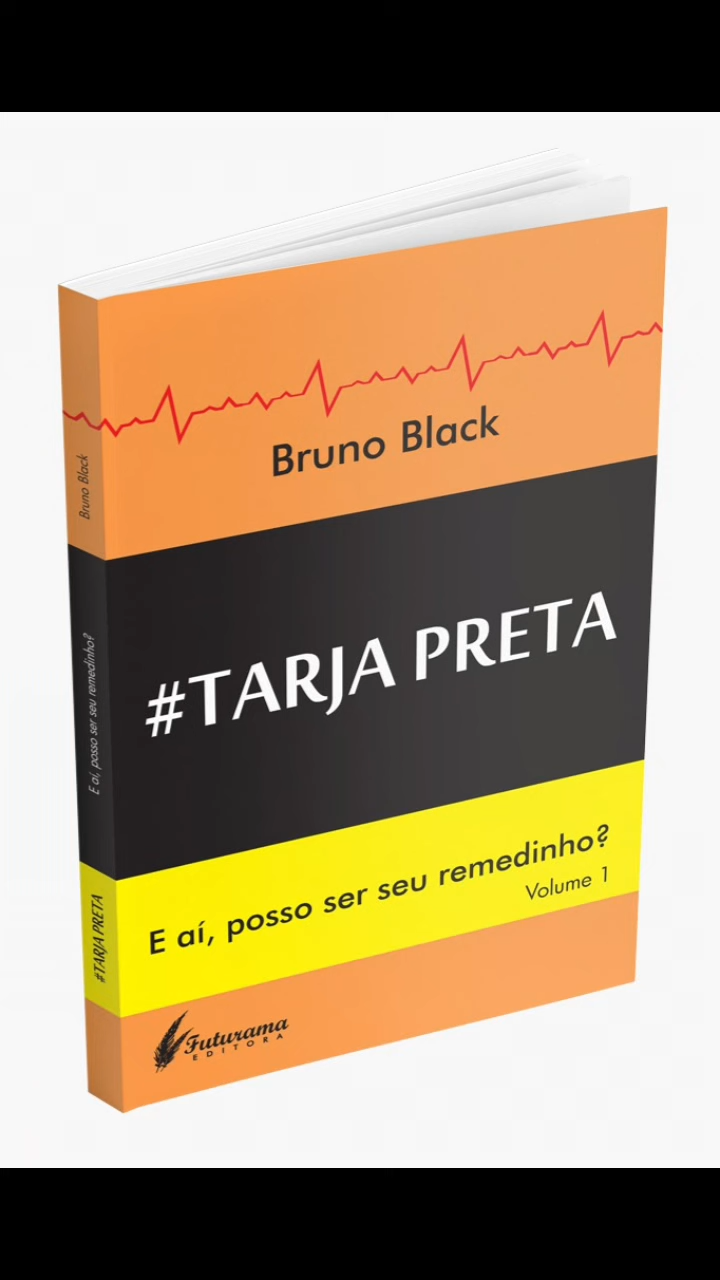 Bruno Black
#TARJA PRETA
E aí, posso ser seu remedinho?
Volume 1
Futurama
EDITORA
Bruno Black
E aí, posso ser seu remedinho?
#TARJA PRETA